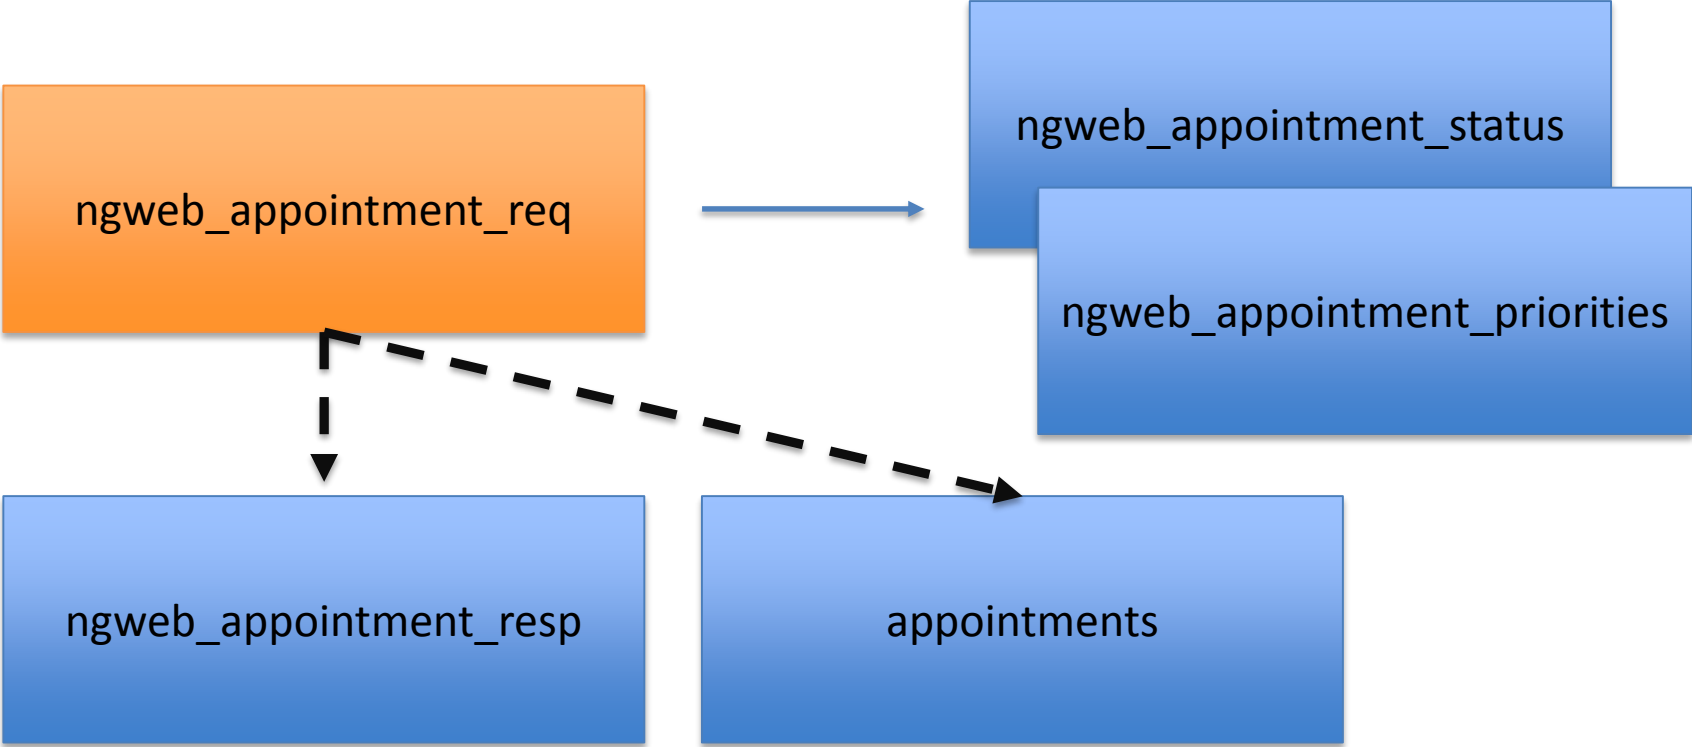 ngweb_appointment_status
ngweb_appointment_req
ngweb_appointment_priorities
ngweb_appointment_resp
appointments